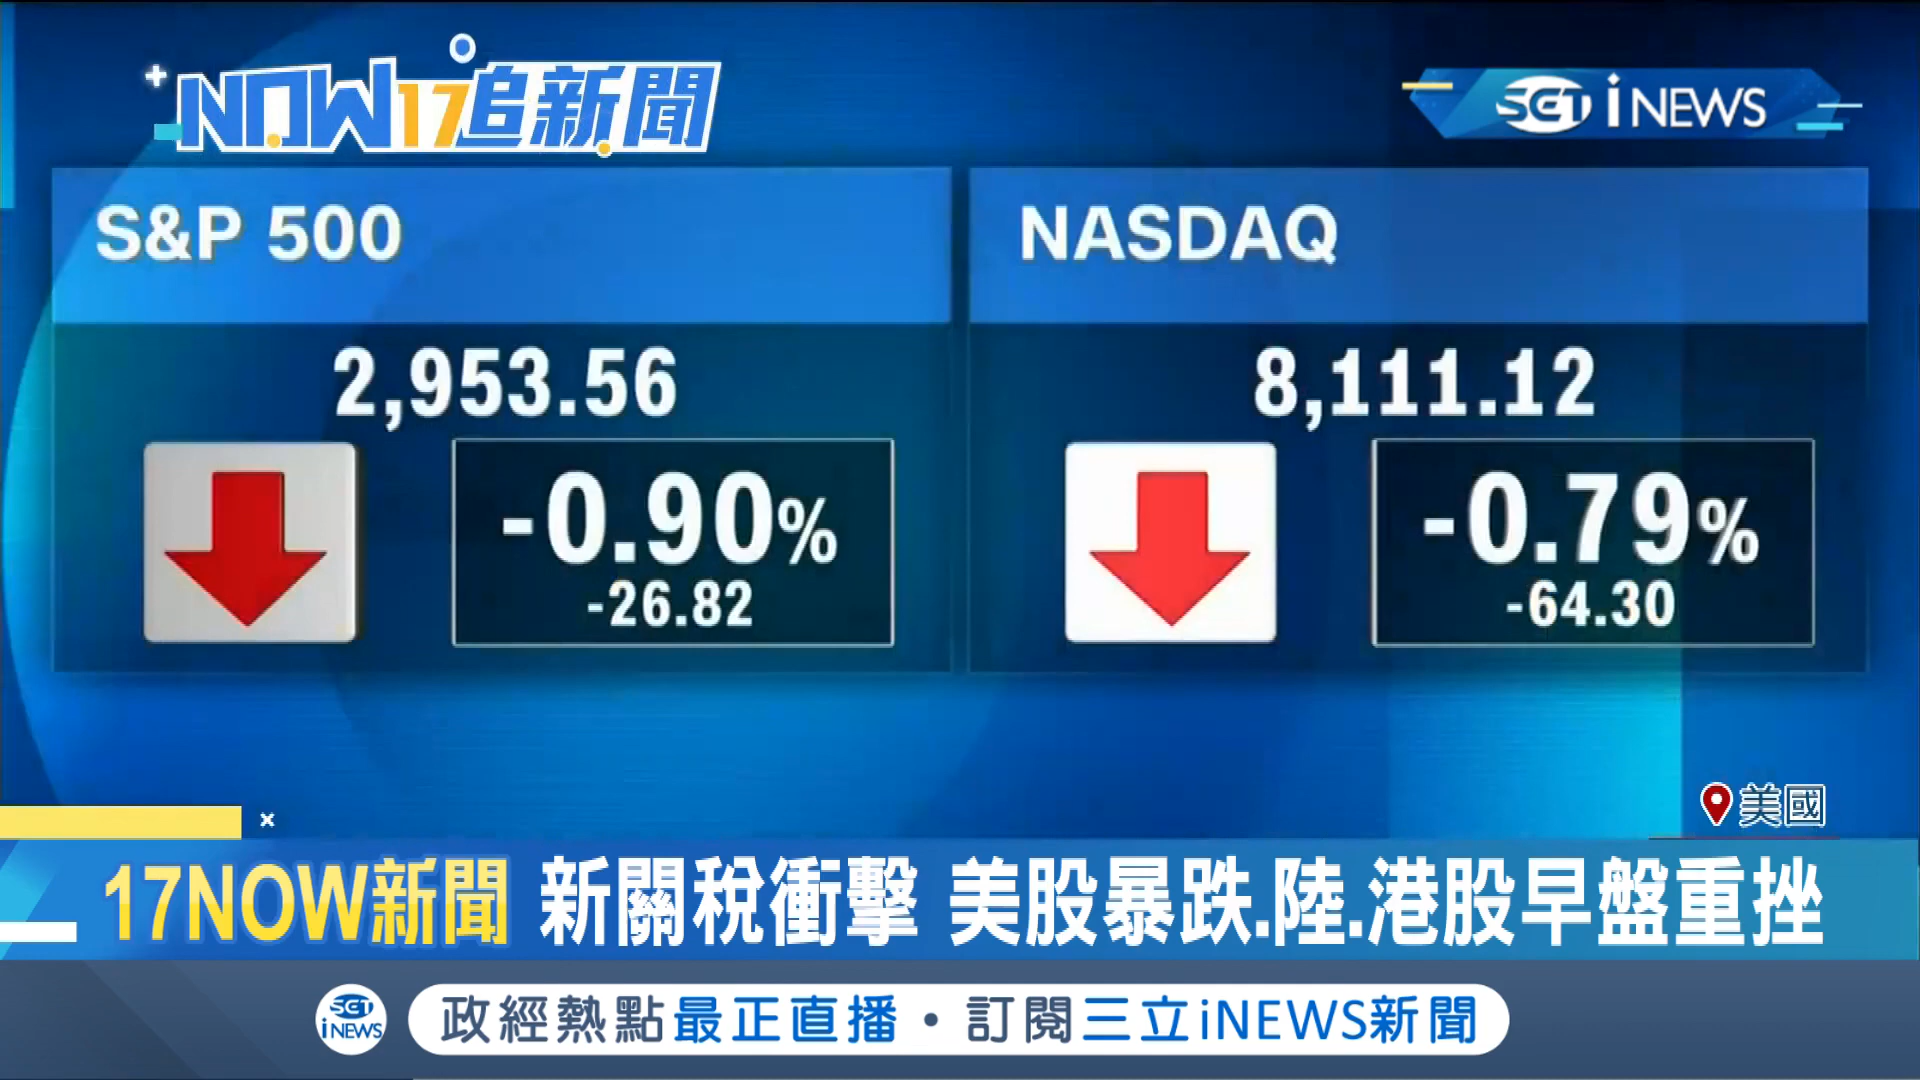 NOW17追新聞
SET iNEWS
S&P 500
2,953.56
-0.90%
-26.82
NASDAQ
8,111.12
-0.79%
-64.30
美國
17NOW新聞 新關稅衝擊 美股暴跌.陸.港股早盤重挫
SET iNEWS
政經熱點最正直播·訂閱三立iNEWS新聞